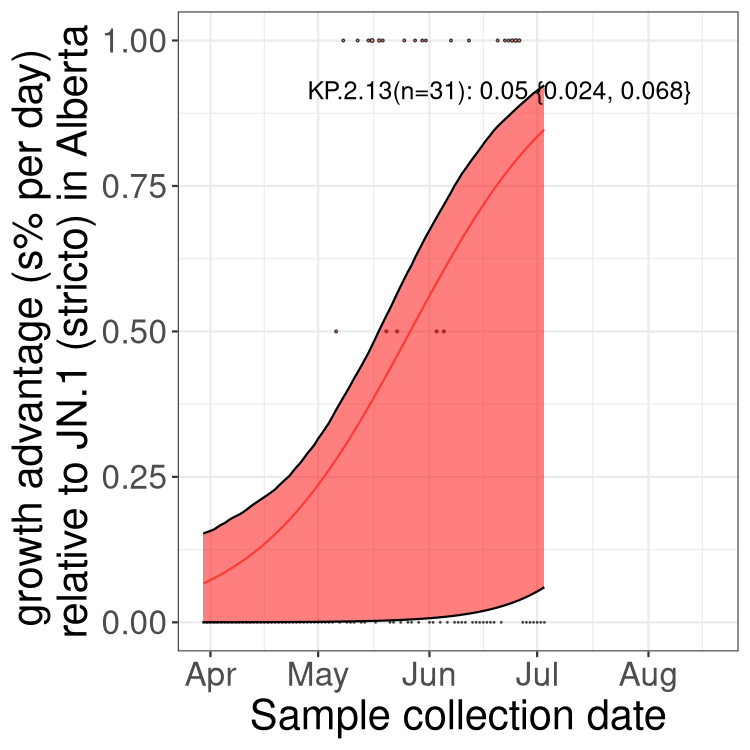 growth advantage (s% per day)
relative to JN.1 (stricto) in Alberta
1.00
0.75
0.50
0.25
0.00
KP.2.13(n=31): 0.05 {0.024, 0.068}
Apr May Jun Jul Aug
Sample collection date